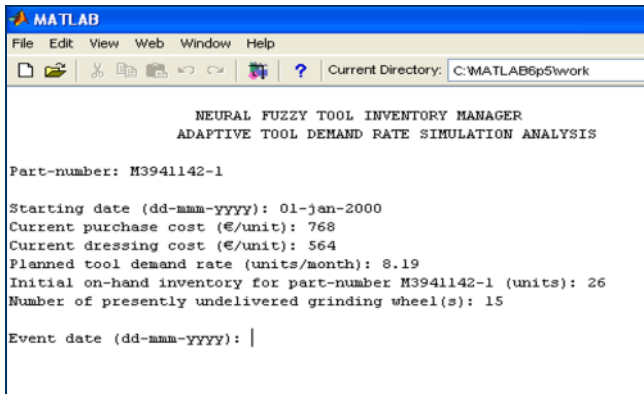 MATLAB
File Edit View Web Window Help
? Current Directory: C:\MATLAB6p5\work
NEURAL FUZZY TOOL INVENTORY MANAGER
ADAPTIVE TOOL DEMAND RATE SIMULATION ANALYSIS
Part-number: M3941142-1
Starting date (dd-mmm-yyyy): 01-jan-2000
Current purchase cost (€/unit): 768
Current dressing cost (€/unit): 564
Planned tool demand rate (units/month): 8.19
Initial on-hand inventory for part-number M3941142-1 (units): 26
Number of presently undelivered grinding wheel(s): 15
Event date (dd-mmm-yyyy):